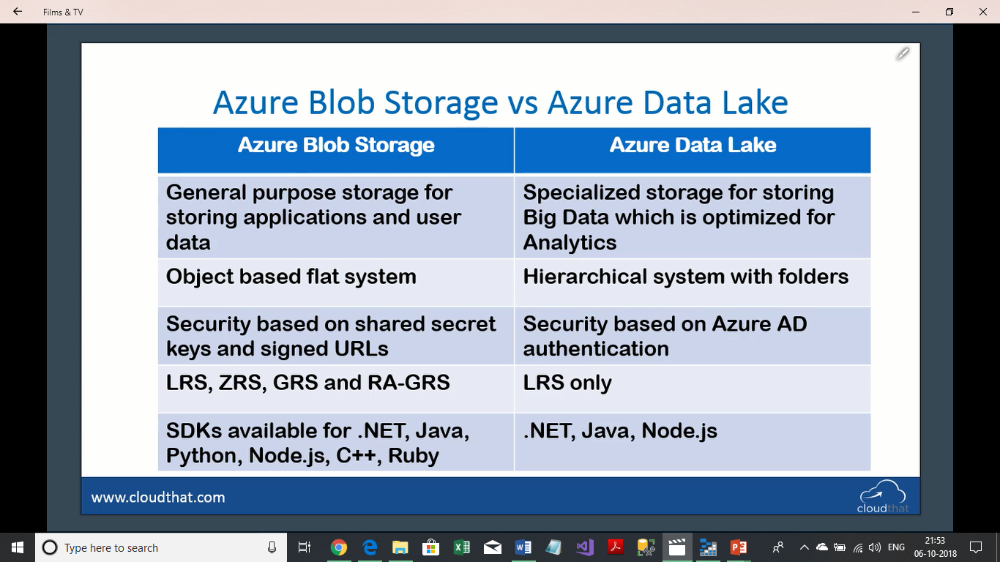 Films & TV
Azure Blob Storage vs Azure Data Lake
Azure Blob Storage
Azure Data Lake
General purpose storage for
storing applications and user
data
Specialized storage for storing
Big Data which is optimized for
Analytics
Object based flat system
Hierarchical system with folders
Security based on shared secret
keys and signed URLs
Security based on Azure AD
authentication
LRS, ZRS, GRS and RA-GRS
LRS only
SDKs available for .NET, Java,
Python, Node.js, C++, Ruby
.NET, Java, Node.js
www.cloudthat.com
cloudthat
Type here to search
ENG
21:53
06-10-2018